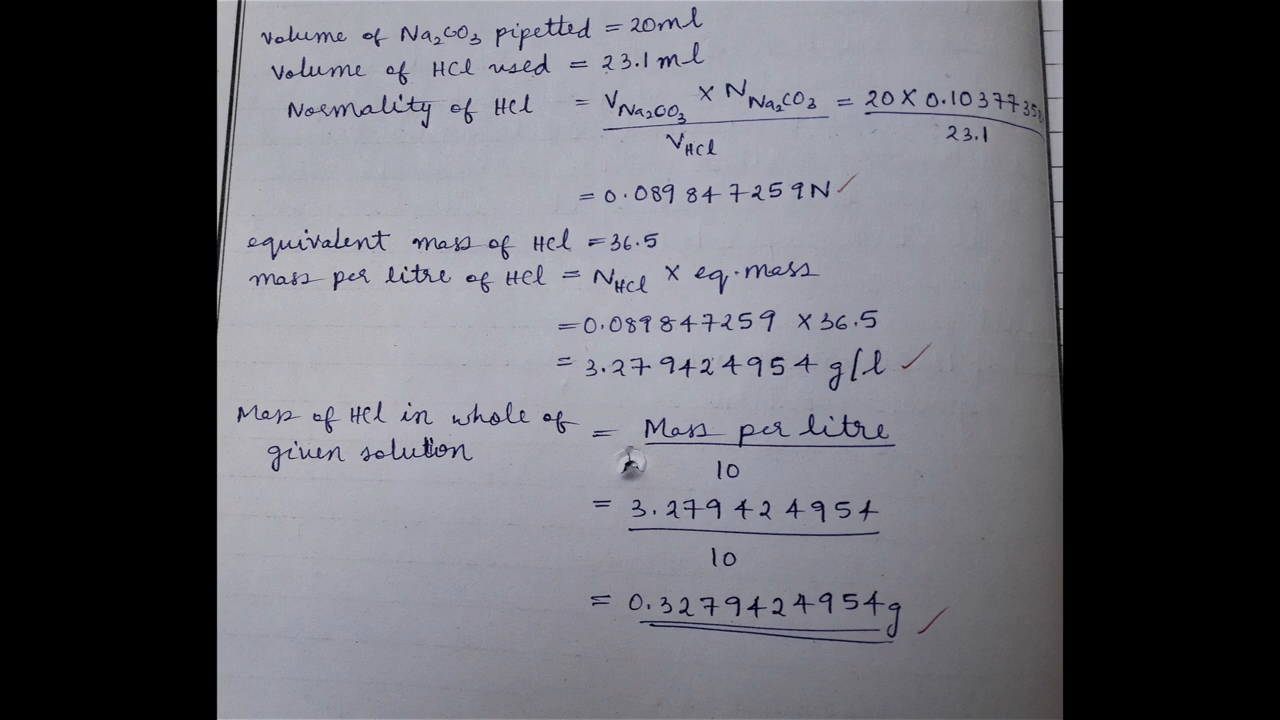 Volume of Na2CO3 pipetted = 20ml
Volume of HCl used = 23.1 ml
Normality of HCl = VNa2CO3 × NNa2CO3 = 20 × 0.1037735
VHCl 23.1
= 0.089847259N
equivalent mass of HCl = 36.5
mass per litre of HCl = NHCl × eq. mass
= 0.089847259 × 36.5
= 3.279424954 g/l
Mass of HCl in whole of = Mass per litre
given solution 10
= 3.279424954
10
= 0.3279424954g